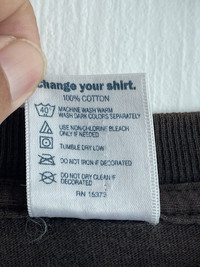 Change your shirt.
100% COTTON
40°
MACHINE WASH WARM
WASH DARK COLORS SEPARATELY
USE NON-CHLORINE BLEACH
ONLY IF NEEDED
TUMBLE DRY LOW
DO NOT IRON IF DECORATED
DO NOT DRY CLEAN IF
DECORATED
RN 15372